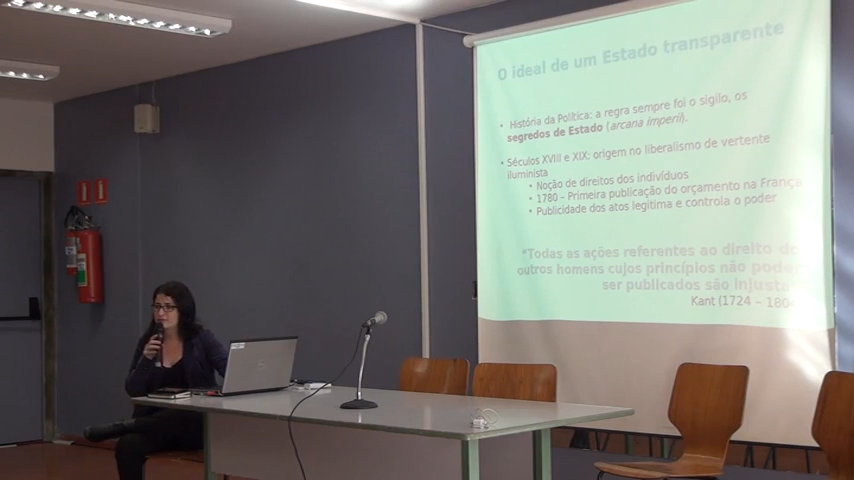 O ideal de um Estado transparente
• História da Política: a regra sempre foi o sigilo, os
segredos de Estado (arcana imperii).
• Séculos XVIII e XIX: origem no liberalismo de vertente
iluminista
• Noção de direitos dos indivíduos
• 1780 – Primeira publicação do orçamento na França
• Publicidade dos atos legitima e controla o poder
"Todas as ações referentes ao direito
outros homens cujos princípios não
ser publicados são
Kant (1724 –